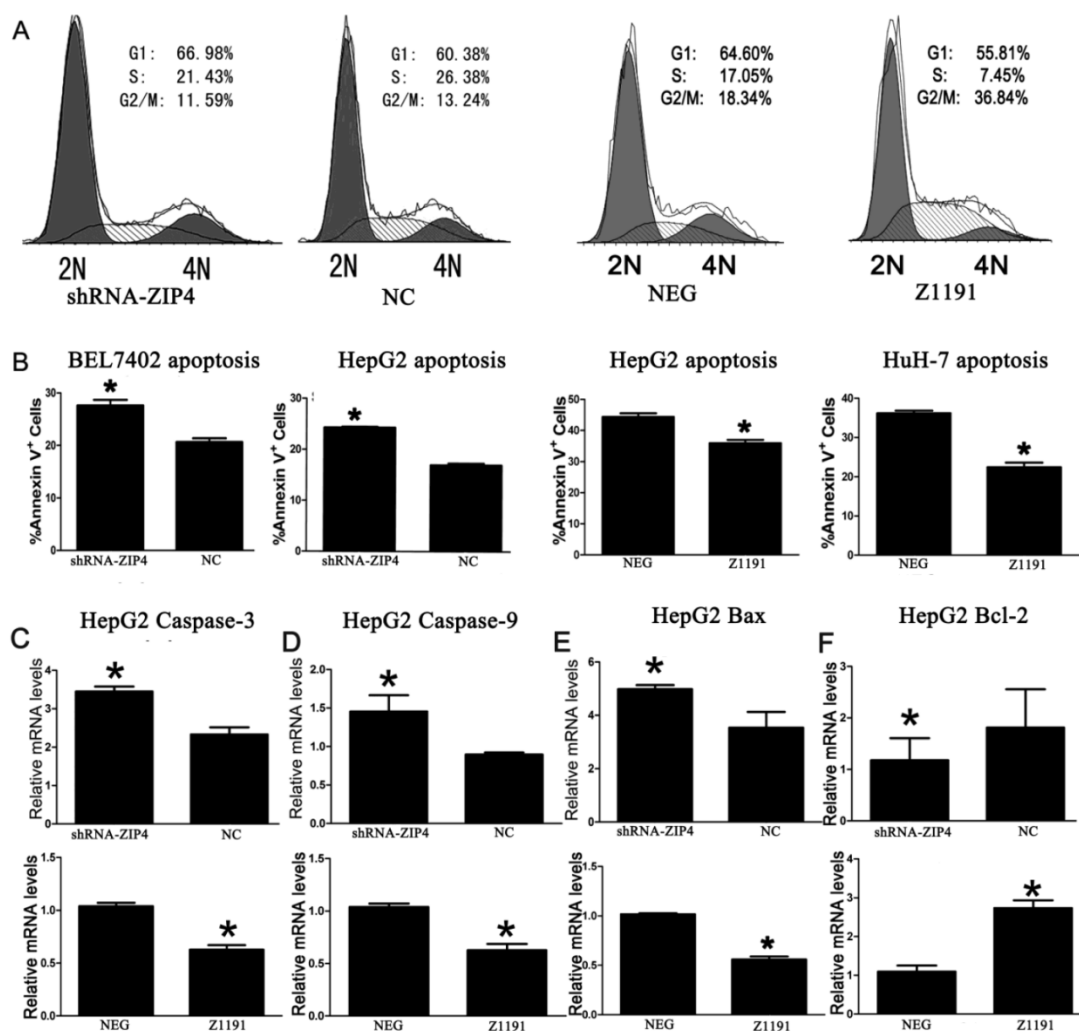 A
G1: 66.98%
S: 21.43%
G2/M: 11.59%
2N 4N
shRNA-ZIP4
G1: 60.38%
S: 26.38%
G2/M: 13.24%
2N 4N
NC
G1: 64.60%
S: 17.05%
G2/M: 18.34%
2N 4N
NEG
G1: 55.81%
S: 7.45%
G2/M: 36.84%
2N 4N
Z1191
B
BEL7402 apoptosis
%Annexin V+ Cells
30
20
10
0
*
shRNA-ZIP4 NC
HepG2 apoptosis
%Annexin V+ Cells
30
20
10
0
*
shRNA-ZIP4 NC
HepG2 apoptosis
%Annexin V+ Cells
50
40
30
20
10
0
*
NEG Z1191
HuH-7 apoptosis
%Annexin V+ Cells
40
30
20
10
0
*
NEG Z1191
C
HepG2 Caspase-3
Relative mRNA levels
4
3
2
1
0
*
shRNA-ZIP4 NC
Relative mRNA levels
1.5
1.0
0.5
0.0
*
NEG Z1191
D
HepG2 Caspase-9
Relative mRNA levels
2.0
1.5
1.0
0.5
0.0
*
shRNA-ZIP4 NC
Relative mRNA levels
1.5
1.0
0.5
0.0
*
NEG Z1191
E
HepG2 Bax
Relative mRNA levels
6
4
2
0
*
shRNA-ZIP4 NC
Relative mRNA levels
1.5
1.0
0.5
0.0
*
NEG Z1191
F
HepG2 Bcl-2
Relative mRNA levels
3
2
1
0
*
shRNA-ZIP4 NC
Relative mRNA levels
4
3
2
1
0
*
NEG Z1191